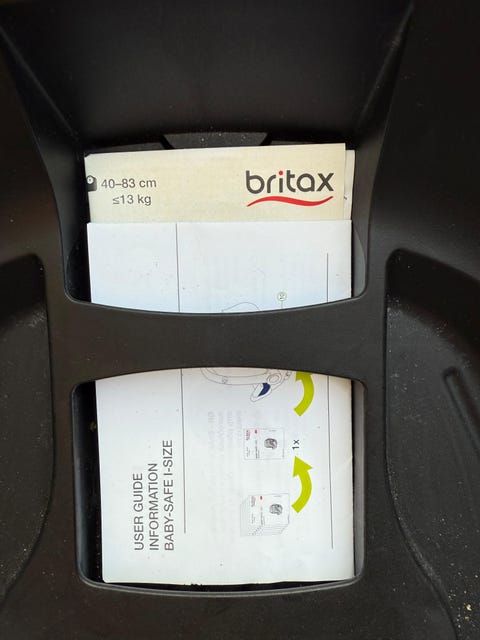 40–83 cm
≤13 kg
britax
USER GUIDE
INFORMATION
BABY-SAFE I-SIZE
1x